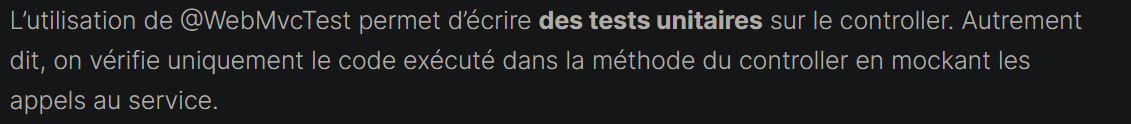 L’utilisation de @WebMvcTest permet d’écrire des tests unitaires sur le controller. Autrement
dit, on vérifie uniquement le code exécuté dans la méthode du controller en mockant les
appels au service.